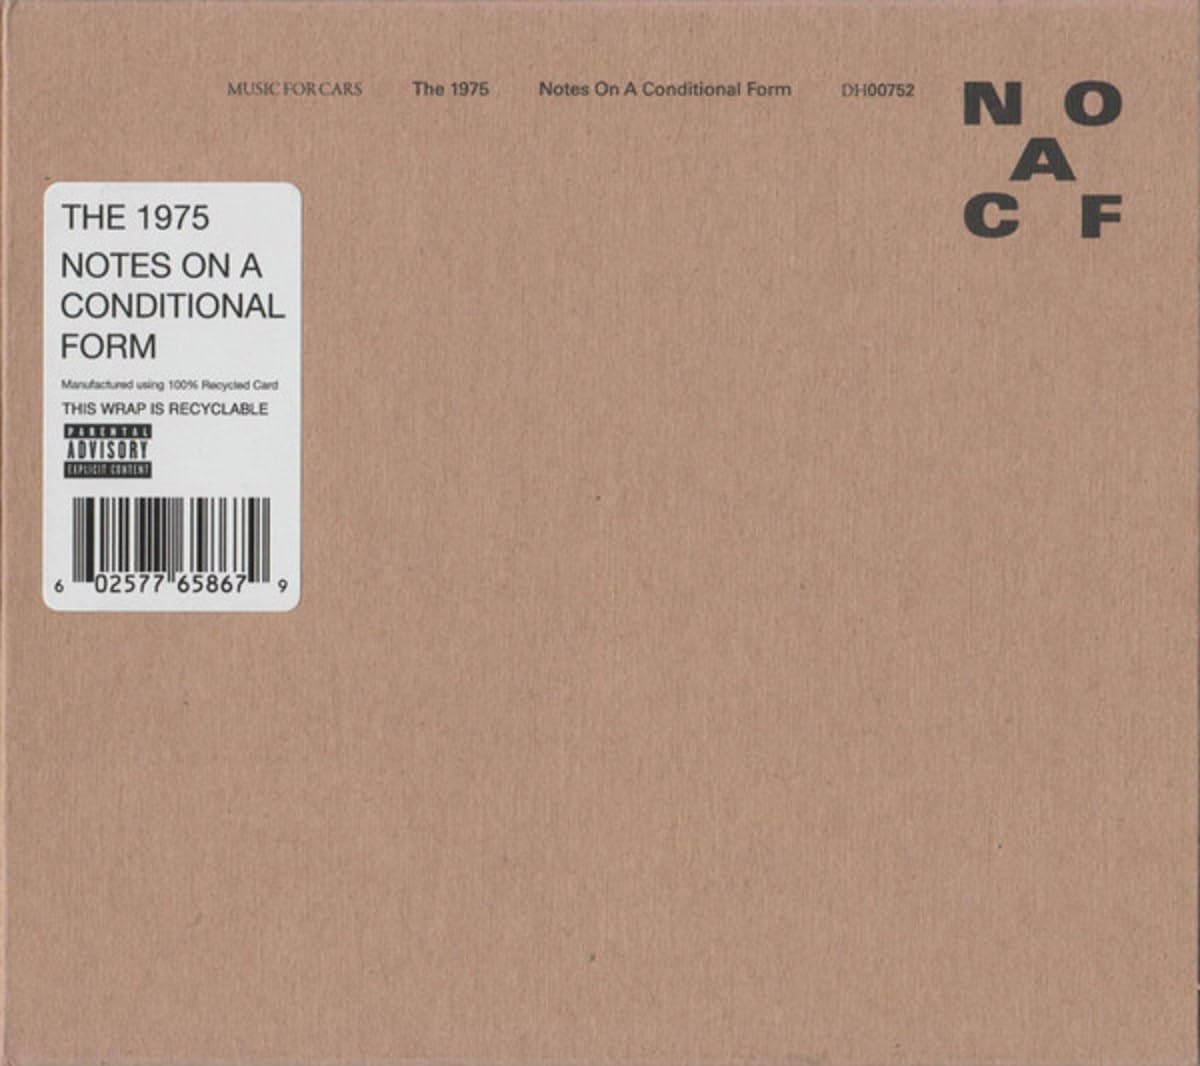 MUSIC FOR CARS The 1975 Notes On A Conditional Form DH00752
N O
A
C F
THE 1975
NOTES ON A
CONDITIONAL
FORM
Manufactured using 100% Recycled Card
THIS WRAP IS RECYCLABLE
PARENTAL
ADVISORY
EXPLICIT CONTENT
6 02577 65867 9